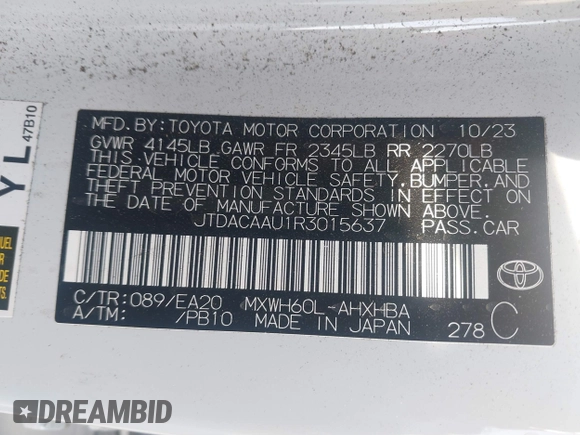 MFD. BY: TOYOTA MOTOR CORPORATION 10/23
GVWR 4145LB GAWR FR 2345LB RR 2270LB
THIS VEHICLE CONFORMS TO ALL APPLICABLE
FEDERAL MOTOR VEHICLE SAFETY, BUMPER, AND
THEFT PREVENTION STANDARDS IN EFFECT ON
THE DATE OF MANUFACTURE SHOWN ABOVE.
JTDACAAU1R3015637 PASS.CAR
C/TR: 089/EA20 MXWH60L-AHXHBA
A/TM: /PB10 MADE IN JAPAN 278 C
TOYOTA
YL
47B10
DREAMBID